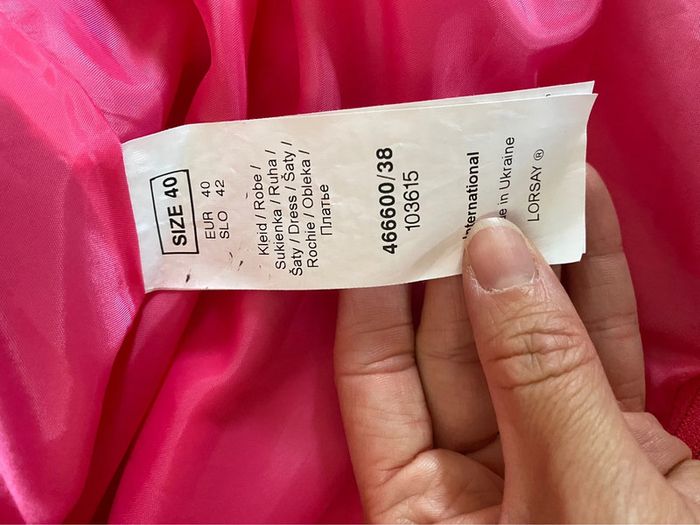 SIZE 40
EUR 40
SLO 42
Kleid / Robe /
Sukienka / Ruha /
Šaty / Dress / Šaty /
Rochie / Obleka /
Платье
466600/38
103615
in Ukraine
LORSAY ®